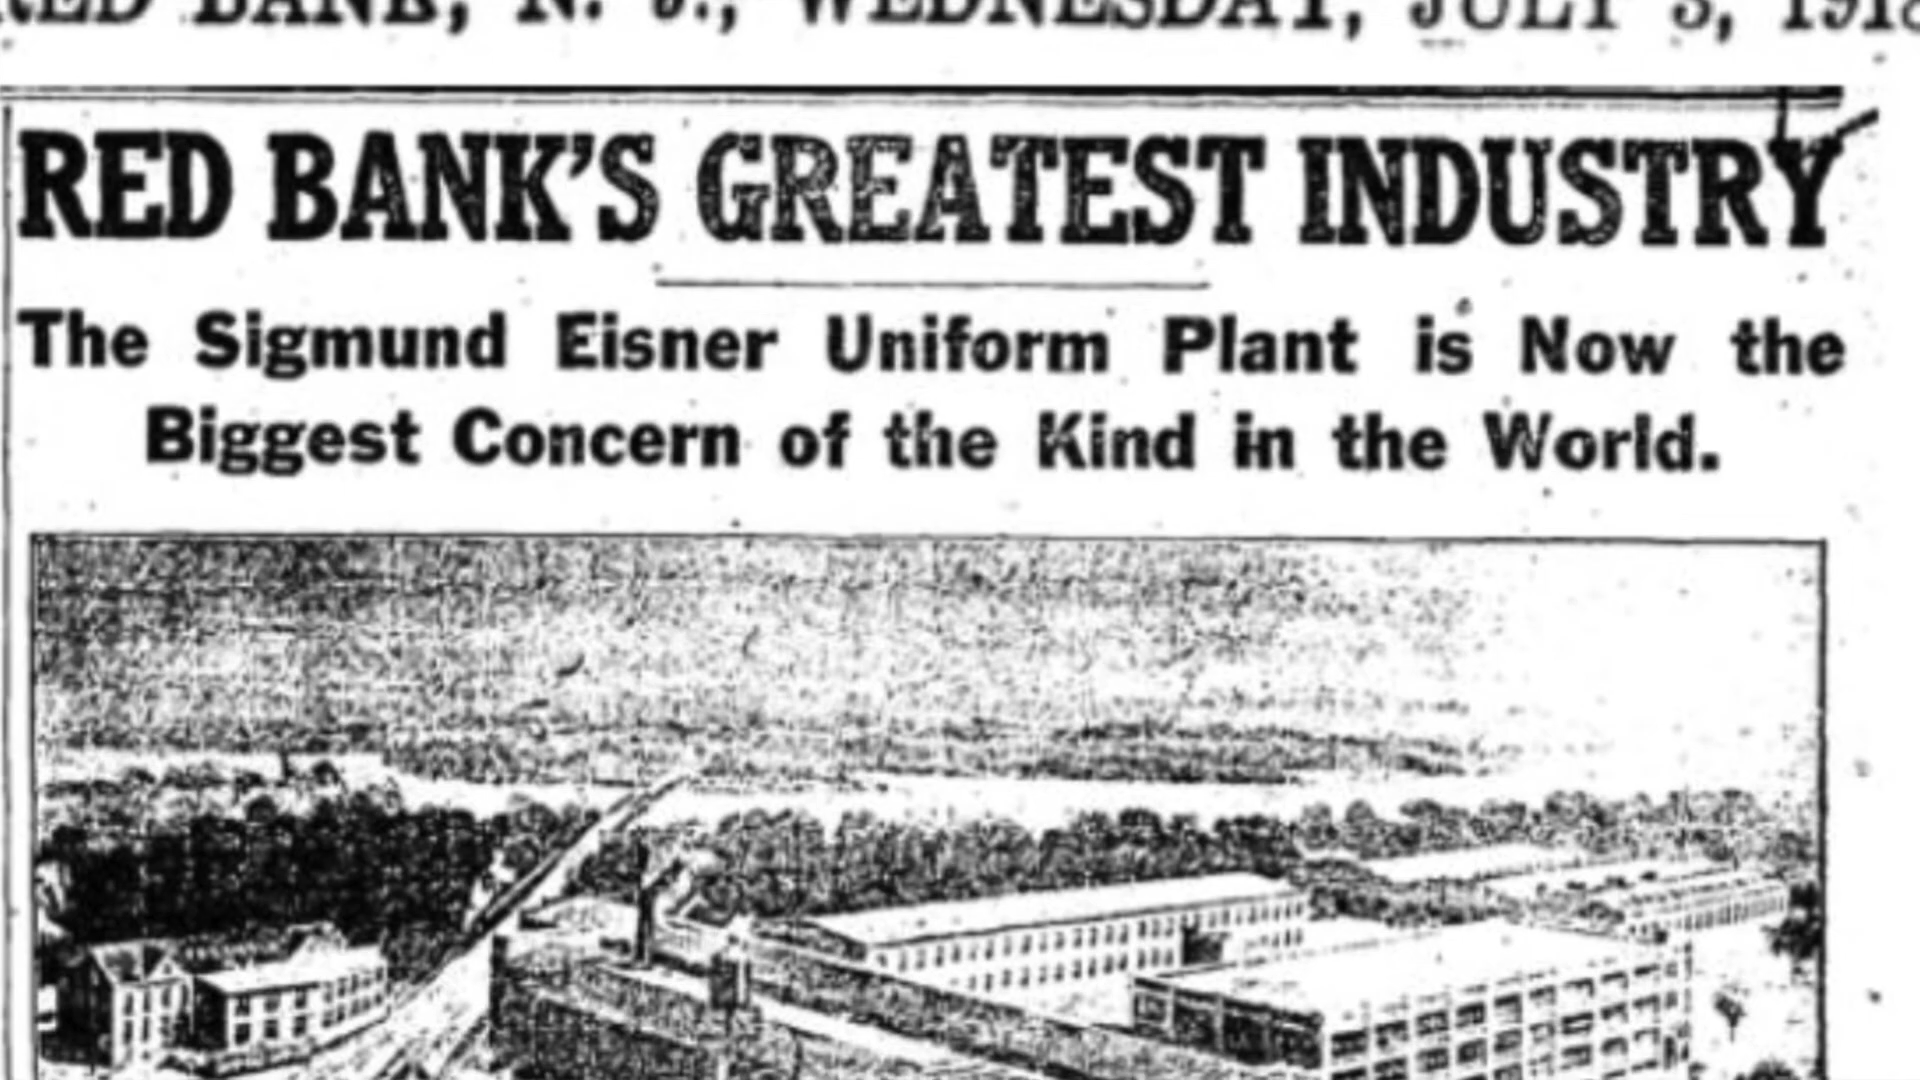 RED BANK, N. J., WEDNESDAY, JULY 3, 1918
RED BANK'S GREATEST INDUSTRY
The Sigmund Eisner Uniform Plant is Now the
Biggest Concern of the Kind in the World.